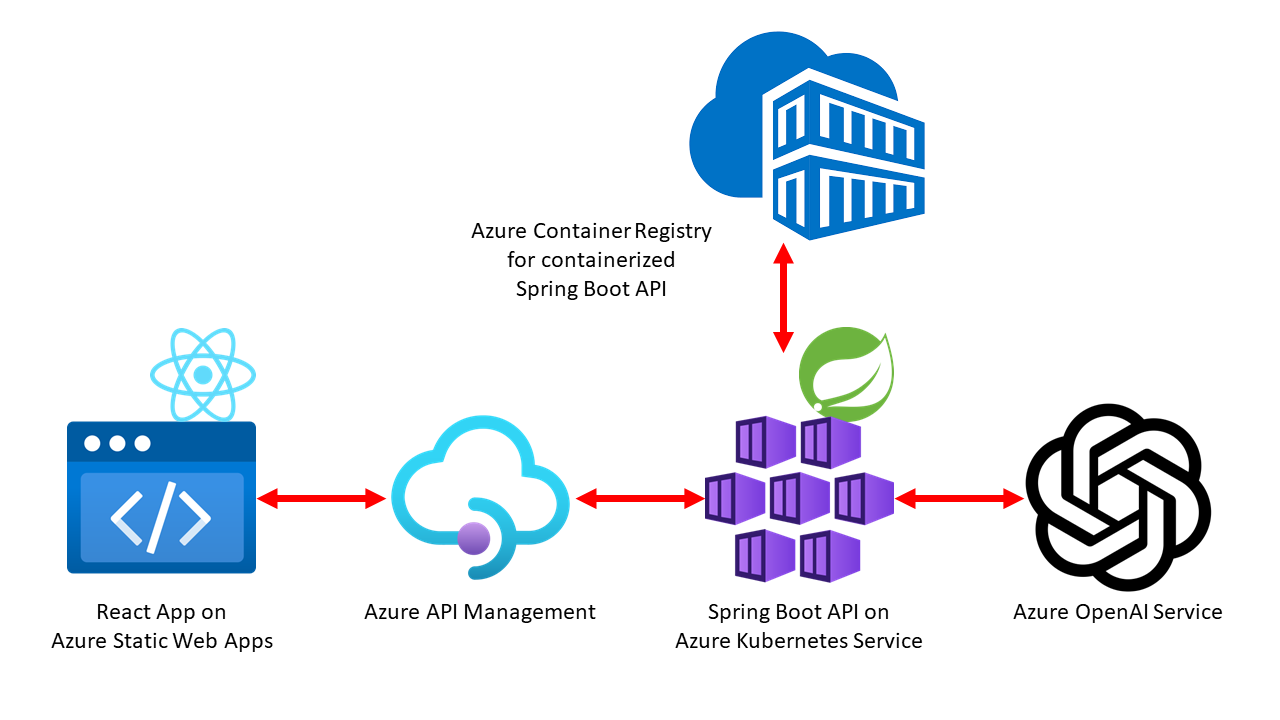 Azure Container Registry
for containerized
Spring Boot API
React App on
Azure Static Web Apps
Azure API Management
Spring Boot API on
Azure Kubernetes Service
Azure OpenAI Service